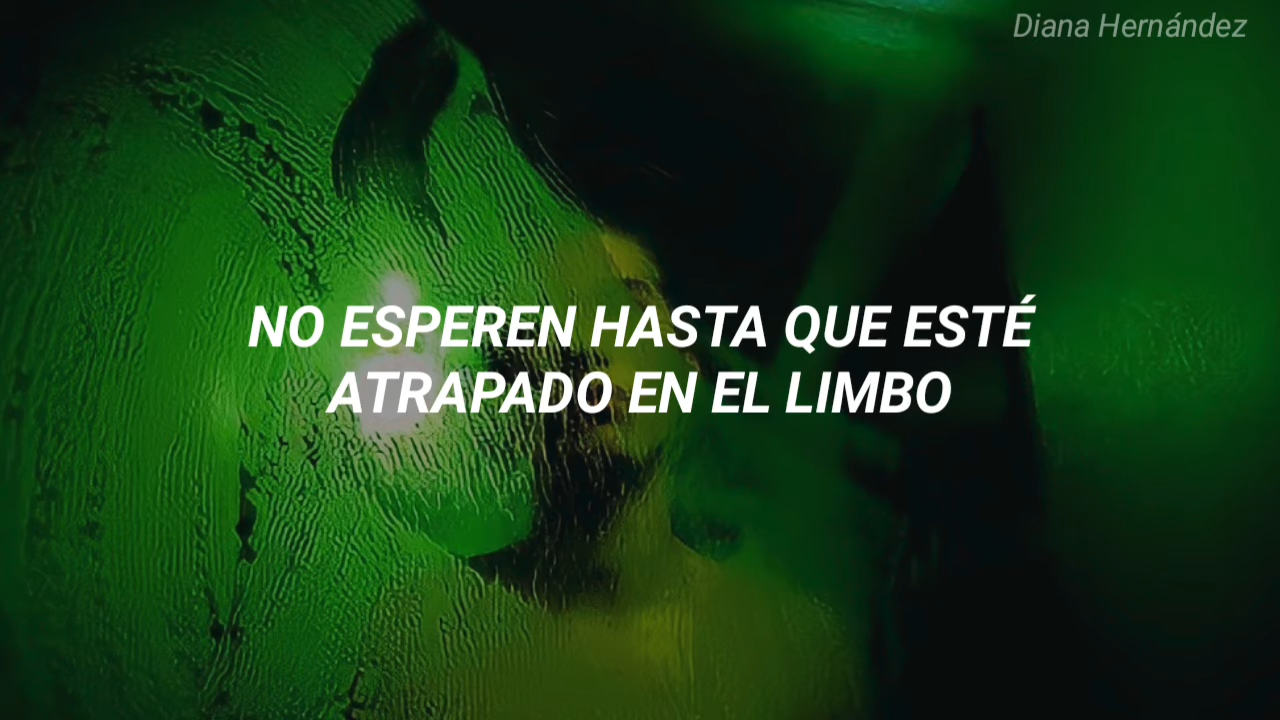 Diana Hernández
NO ESPEREN HASTA QUE ESTÉ
ATRAPADO EN EL LIMBO